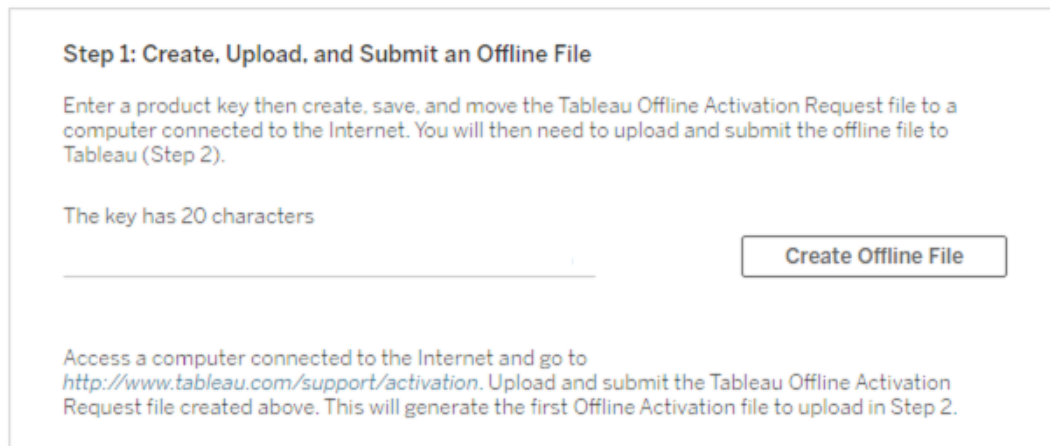 Step 1: Create, Upload, and Submit an Offline File
Enter a product key then create, save, and move the Tableau Offline Activation Request file to a
computer connected to the Internet. You will then need to upload and submit the offline file to
Tableau (Step 2).
The key has 20 characters
Create Offline File
Access a computer connected to the Internet and go to
http://www.tableau.com/support/activation. Upload and submit the Tableau Offline Activation
Request file created above. This will generate the first Offline Activation file to upload in Step 2.